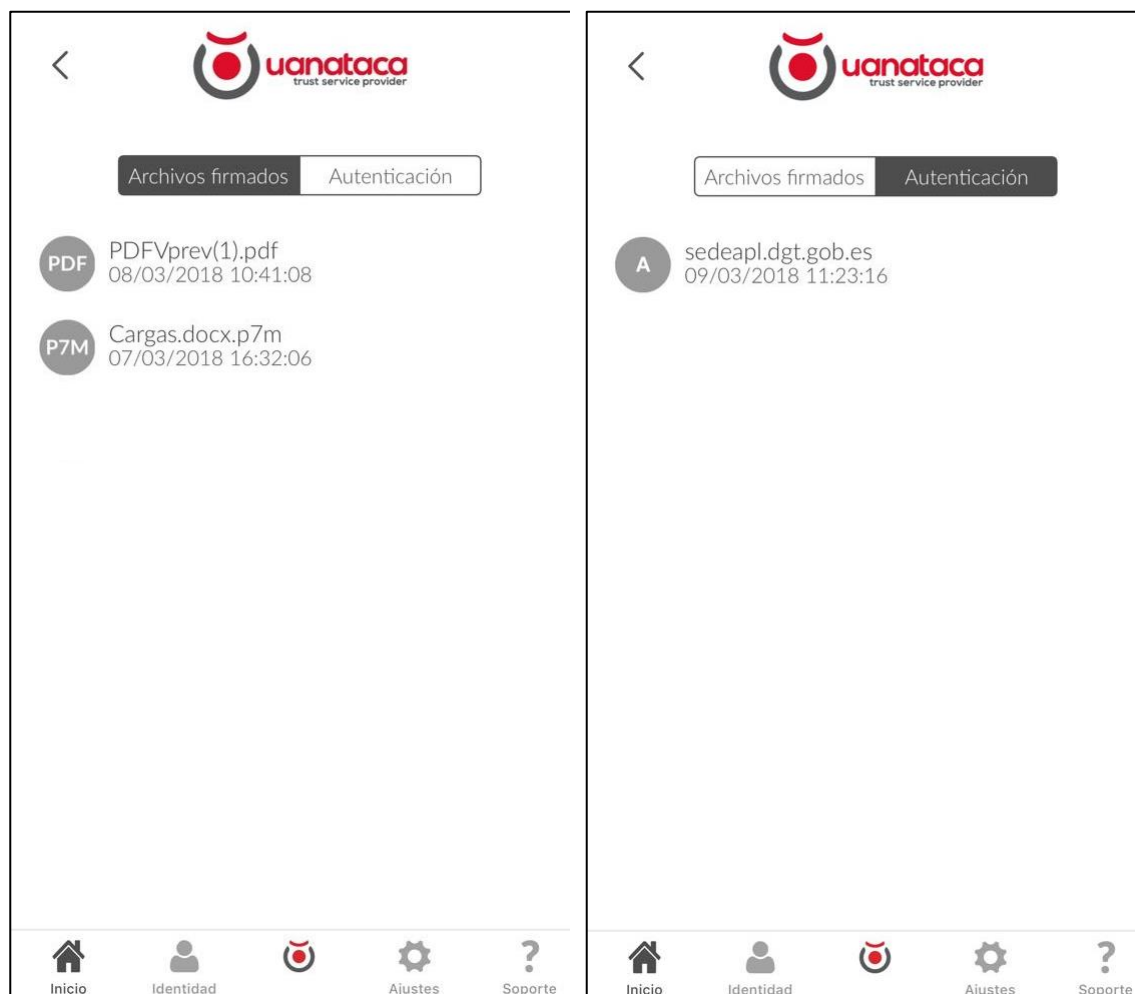 uanataca
trust service provider
Archivos firmados Autenticación
PDF
PDFVprev(1).pdf
08/03/2018 10:41:08
P7M
Cargas.docx.p7m
07/03/2018 16:32:06
Inicio Identidad Ajustes ? Soporte
uanataca
trust service provider
Archivos firmados Autenticación
A
sedeapl.dgt.gob.es
09/03/2018 11:23:16
Inicio Identidad Ajustes ? Soporte